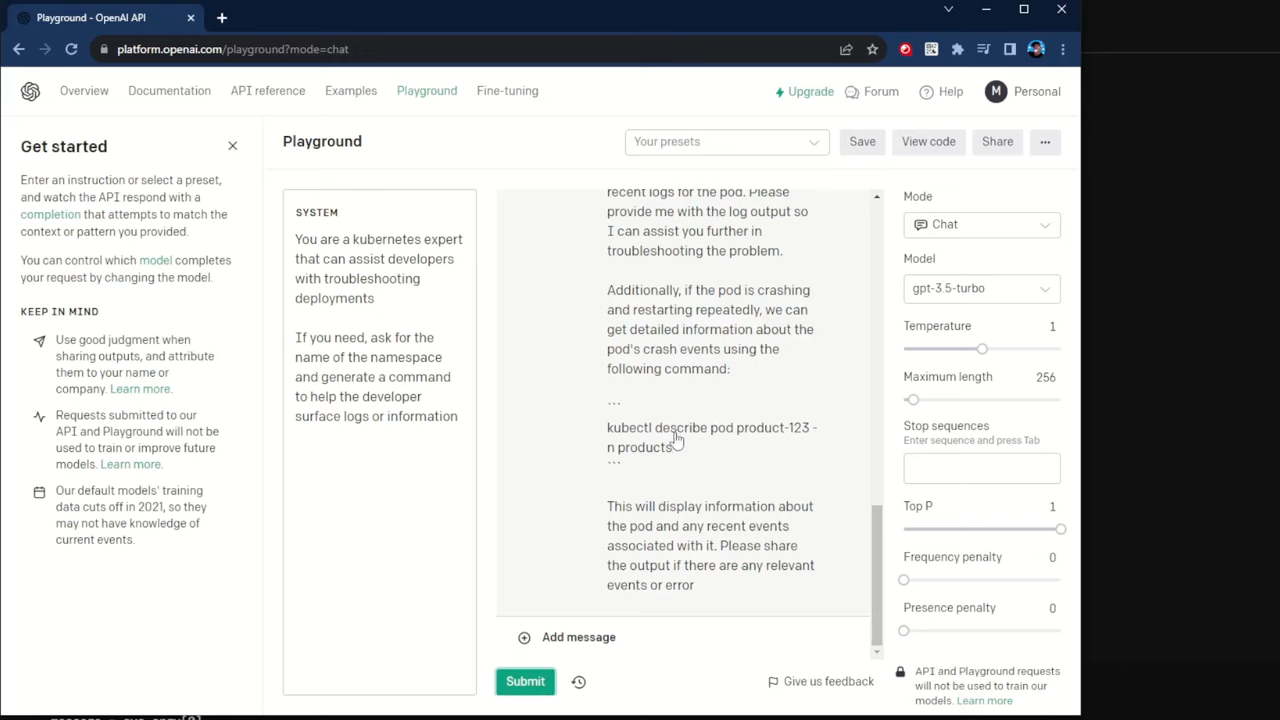 Playground - OpenAI API
platform.openai.com/playground?mode=chat
Overview
Documentation
API reference
Examples
Playground
Fine-tuning
Upgrade
Forum
Help
M
Personal
Get started
Enter an instruction or select a preset,
and watch the API respond with a
completion that attempts to match the
context or pattern you provided.
You can control which model completes
your request by changing the model.
KEEP IN MIND
Use good judgment when
sharing outputs, and attribute
them to your name or
company. Learn more.
Requests submitted to our
API and Playground will not be
used to train or improve future
models. Learn more.
Our default models' training
data cuts off in 2021, so they
may not have knowledge of
current events.
Playground
Your presets
Save
View code
Share
...
SYSTEM
You are a kubernetes expert
that can assist developers
with troubleshooting
deployments
If you need, ask for the
name of the namespace
and generate a command
to help the developer
surface logs or information
recent logs for the pod. Please
provide me with the log output so
I can assist you further in
troubleshooting the problem.
Additionally, if the pod is crashing
and restarting repeatedly, we can
get detailed information about the
pod's crash events using the
following command:
```
kubectl describe pod product-123 -
n products
```
This will display information about
the pod and any recent events
associated with it. Please share
the output if there are any relevant
events or error
Add message
Submit
Give us feedback
Mode
Chat
Model
gpt-3.5-turbo
Temperature 1
Maximum length 256
Stop sequences
Enter sequence and press Tab
Top P 1
Frequency penalty 0
Presence penalty 0
API and Playground requests
will not be used to train our
models. Learn more